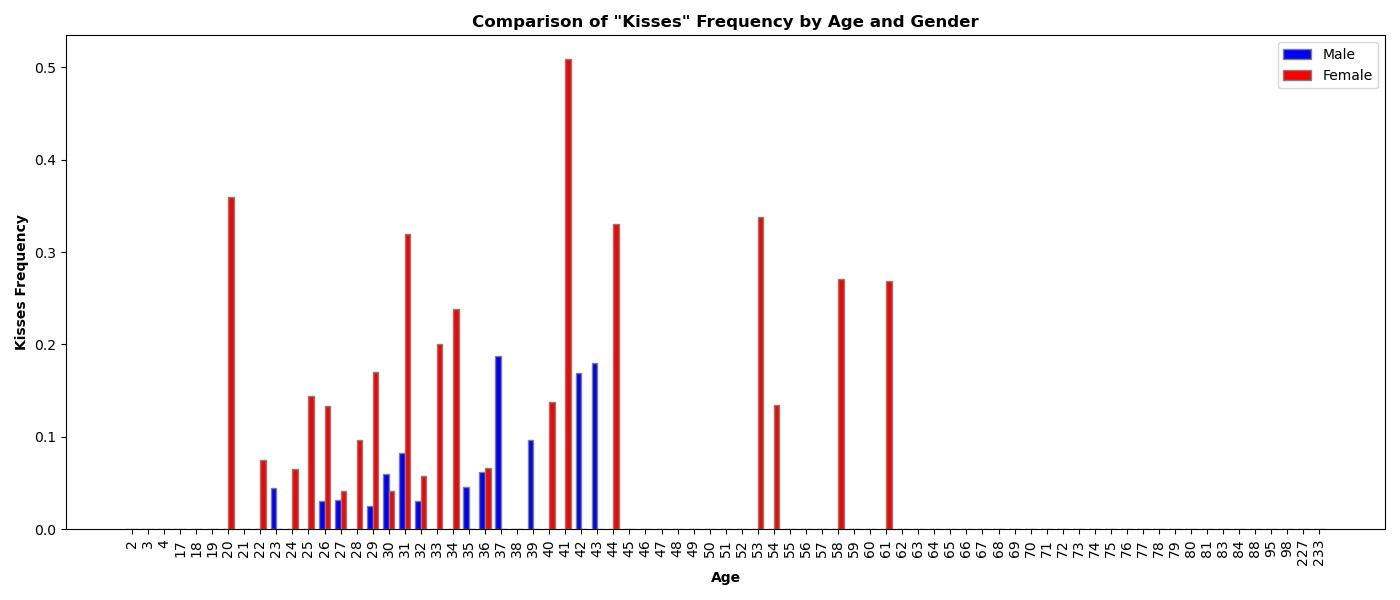 Comparison of "Kisses" Frequency by Age and Gender
Male
Female
Kisses Frequency
0.5
0.4
0.3
0.2
0.1
0.0
2 3 4 17 18 19 20 21 22 23 24 25 26 27 28 29 30 31 32 33 34 35 36 37 38 39 40 41 42 43 44 45 46 47 48 49 50 51 52 53 54 55 56 57 58 59 60 61 62 63 64 65 66 67 68 69 70 71 72 73 74 75 76 77 78 79 80 81 83 84 88 95 98 227 233
Age